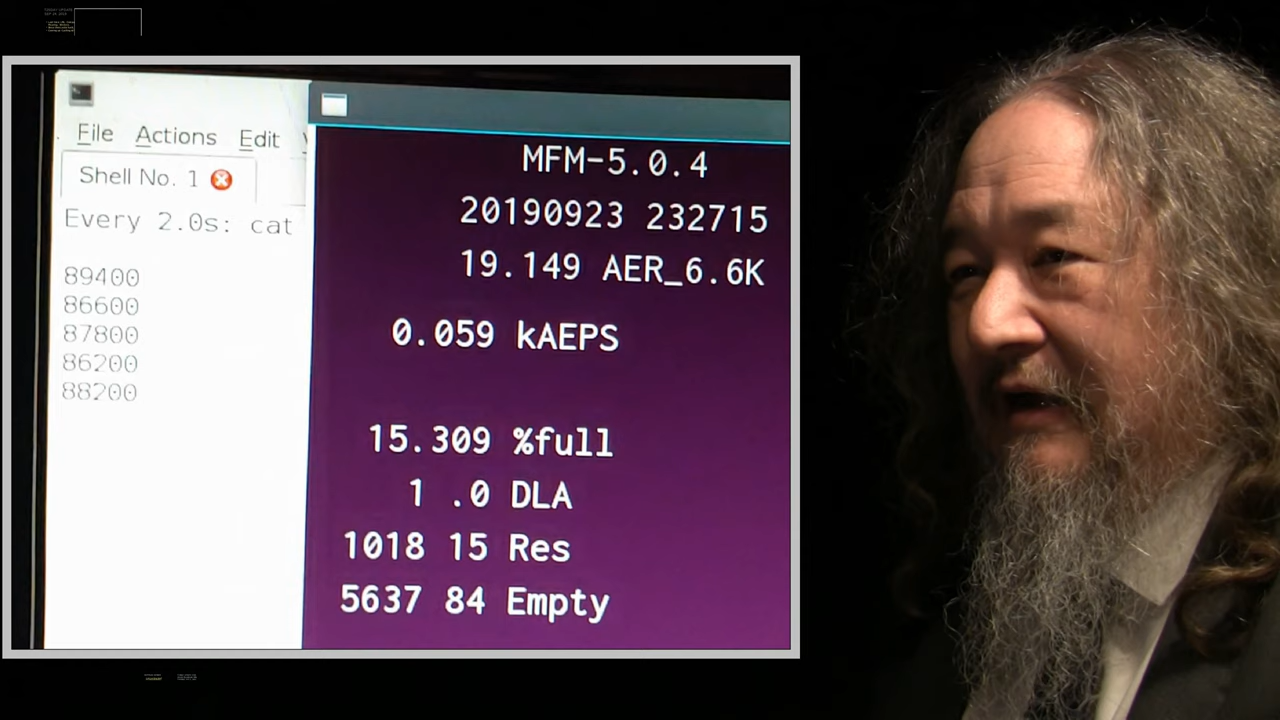 File Actions Edit
Shell No. 1
Every 2.0s: cat
89400
86600
87800
86200
88200
MFM-5.0.4
20190923 232715
19.149 AER_6.6K
0.059 kAEPS
15.309 %full
1 .0 DLA
1018 15 Res
5637 84 Empty